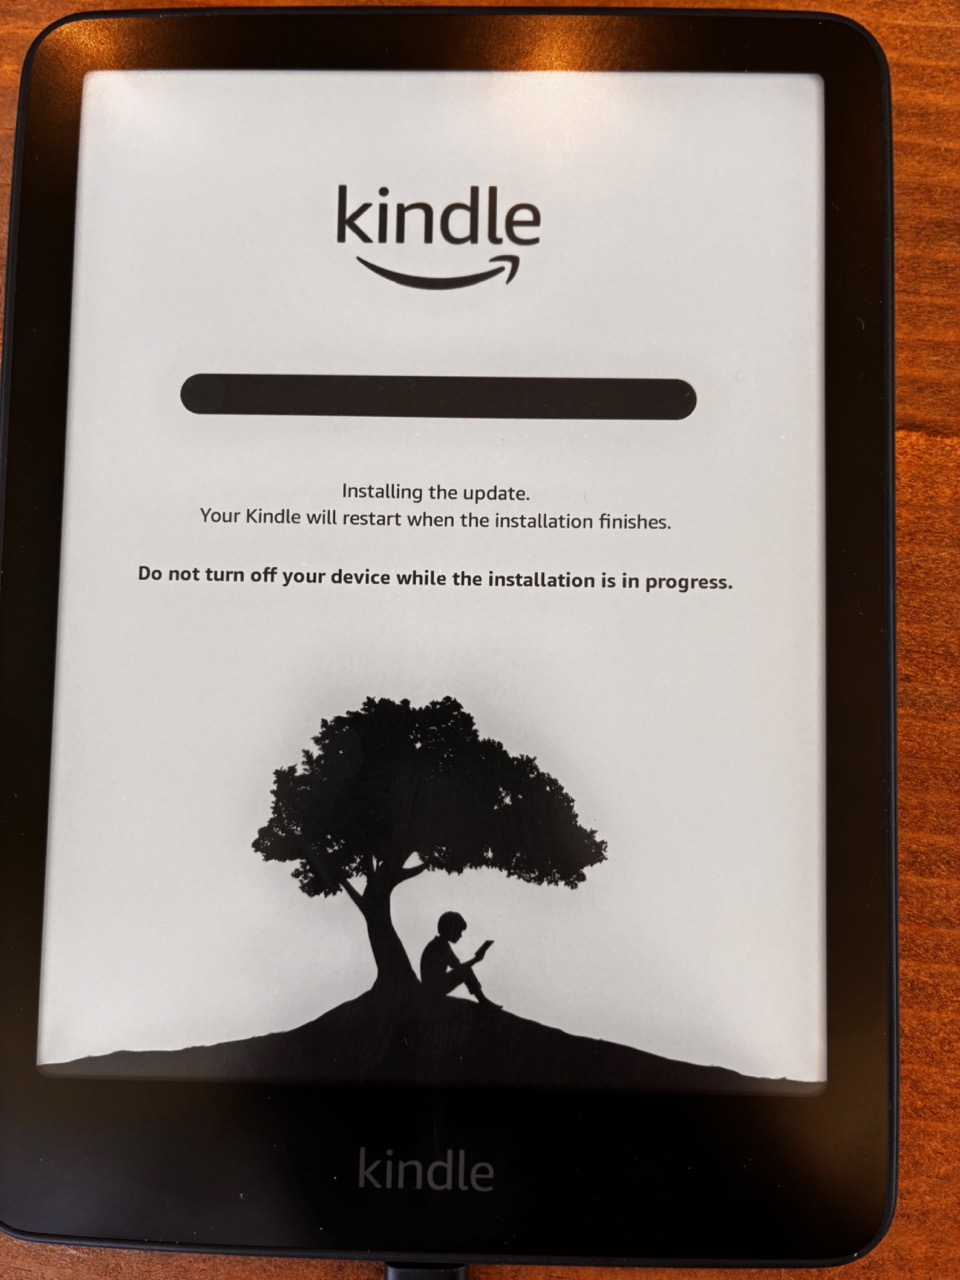 kindle
Installing the update.
Your Kindle will restart when the installation finishes.
Do not turn off your device while the installation is in progress.
kindle